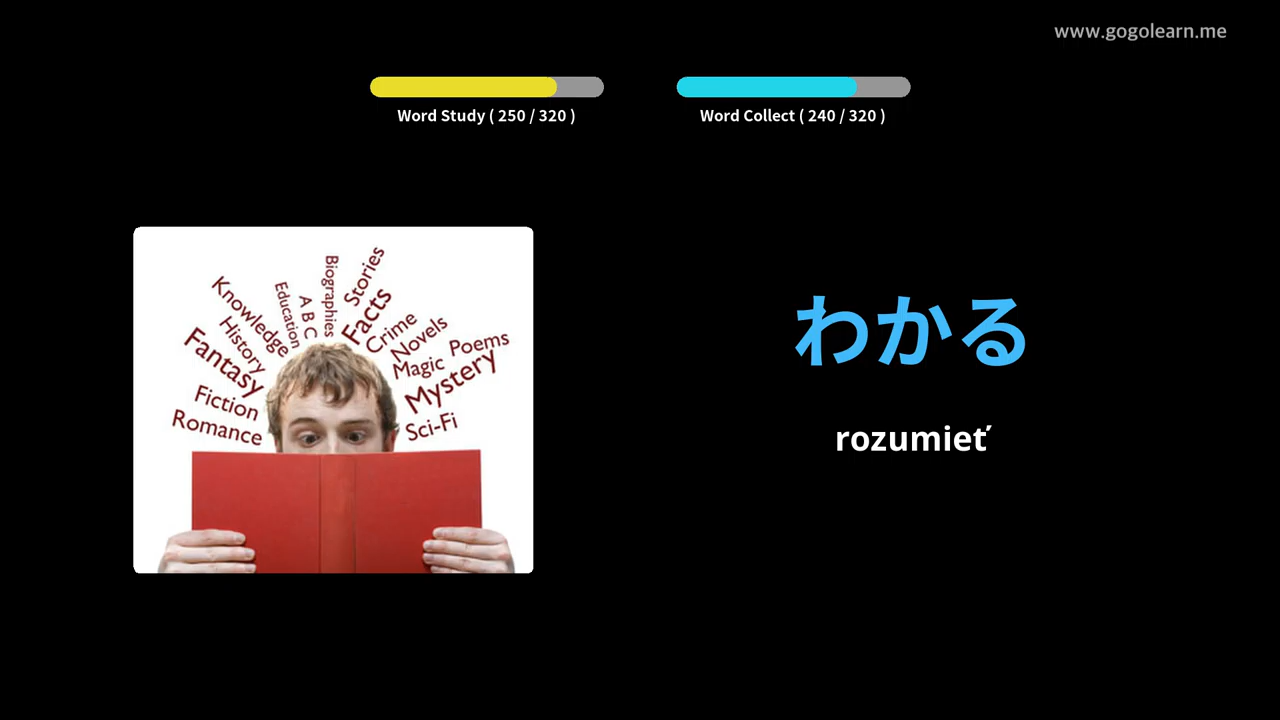 www.gogolearn.me
Word Study ( 250 / 320 )
Word Collect ( 240 / 320 )
Knowledge
Education
A B C
Biographies
Stories
Facts
Crime
Novels
Poems
Magic
Mystery
Sci-Fi
History
Fantasy
Fiction
Romance
わかる
rozumieť